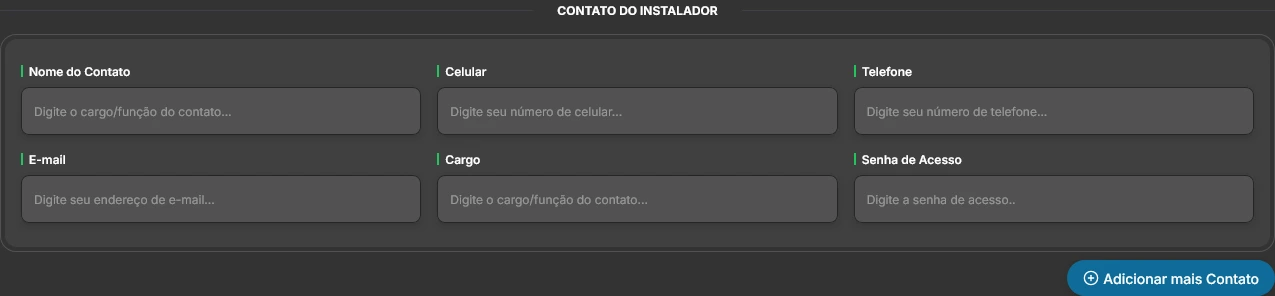 CONTATO DO INSTALADOR
Nome do Contato Celular Telefone
Digite o cargo/função do contato... Digite seu número de celular... Digite seu número de telefone...
E-mail Cargo Senha de Acesso
Digite seu endereço de e-mail... Digite o cargo/função do contato... Digite a senha de acesso..
Adicionar mais Contato